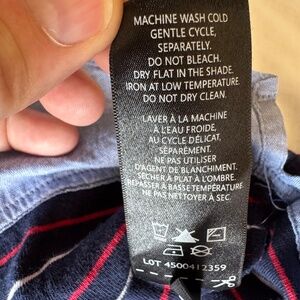 MACHINE WASH COLD
GENTLE CYCLE,
SEPARATELY.
DO NOT BLEACH.
DRY FLAT IN THE SHADE.
IRON AT LOW TEMPERATURE.
DO NOT DRY CLEAN.
LAVER À LA MACHINE
À L'EAU FROIDE,
AU CYCLE DÉLICAT,
SÉPARÉMENT.
NE PAS UTILISER
D'AGENT DE BLANCHIMENT.
SÉCHER À PLAT À L'OMBRE.
REPASSER À BASSE TEMPÉRATURE.
NE PAS NETTOYER À SEC.
LOT 4500412359